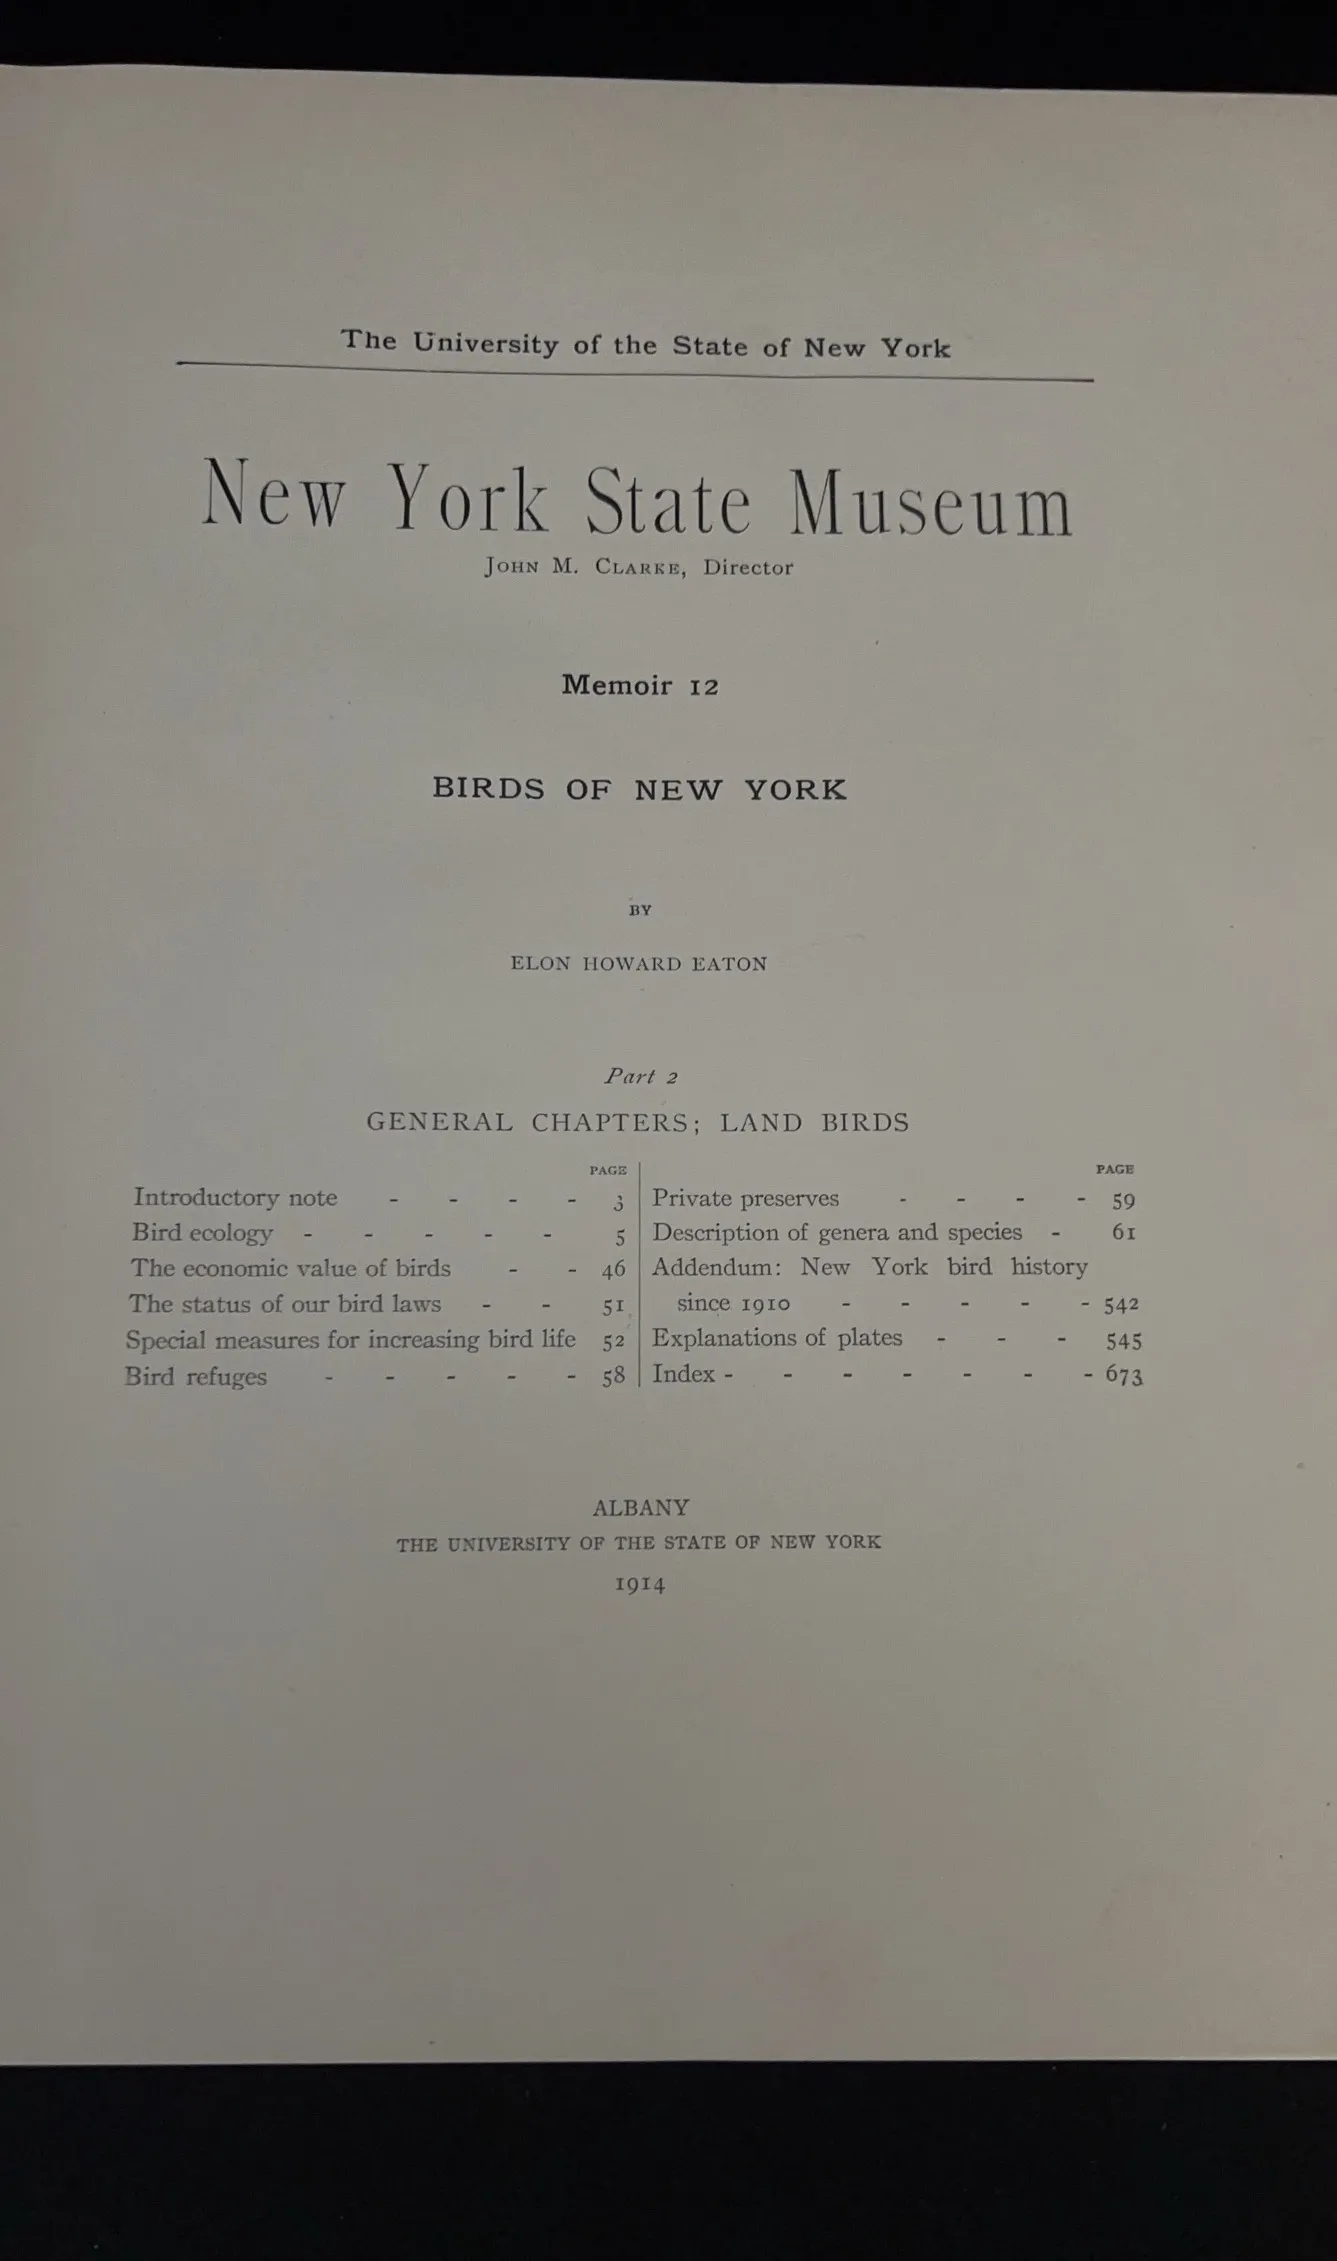 The University of the State of New York
New York State Museum
John M. Clarke, Director
Memoir 12
BIRDS OF NEW YORK
BY
ELON HOWARD EATON
Part 2
GENERAL CHAPTERS; LAND BIRDS
PAGE
Introductory note - - - - 3
Bird ecology - - - - - 5
The economic value of birds - - 46
The status of our bird laws - - 51
Special measures for increasing bird life 52
Bird refuges - - - - - 58
PAGE
Private preserves - - - - 59
Description of genera and species - 61
Addendum: New York bird history
since 1910 - - - - - 542
Explanations of plates - - - 545
Index - - - - - - - 673
ALBANY
THE UNIVERSITY OF THE STATE OF NEW YORK
1914